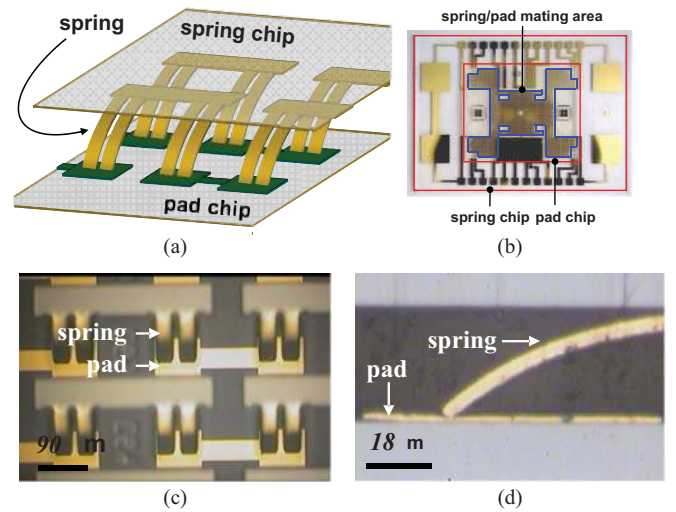 spring
spring chip
pad chip
(a)
spring/pad mating area
spring chip pad chip
(b)
spring
pad
90 m
(c)
spring
pad
18 m
(d)